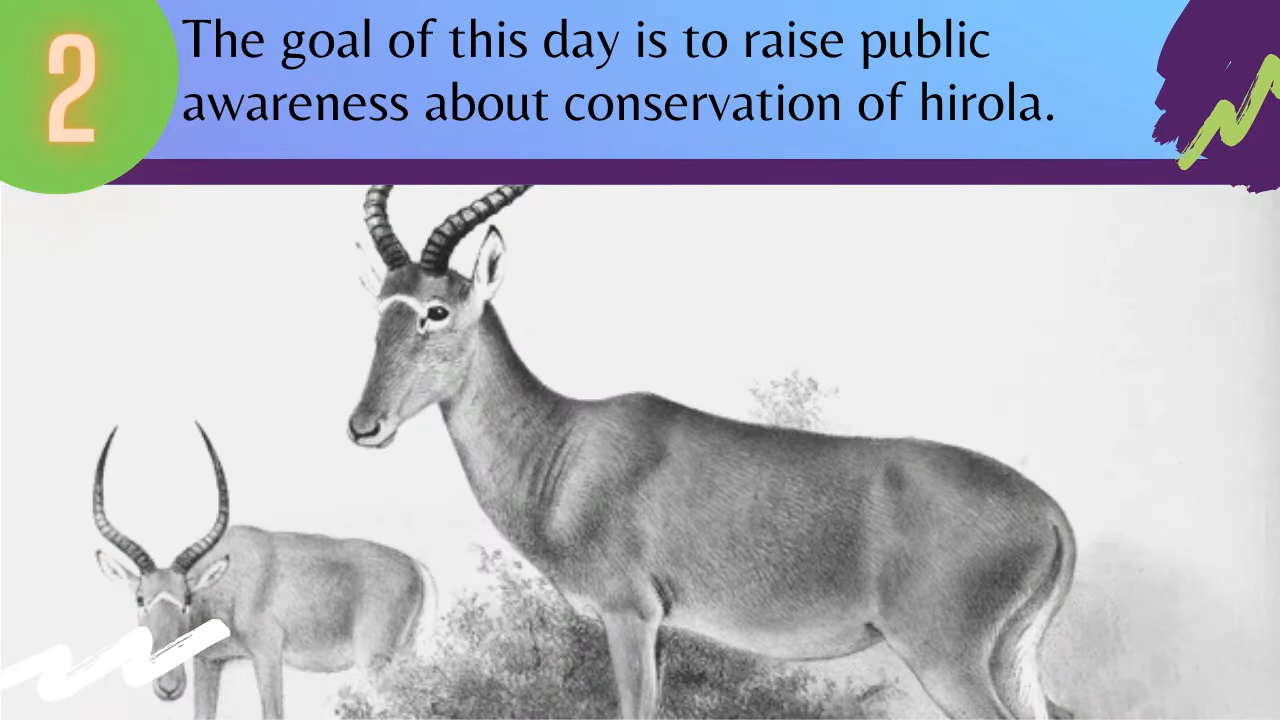 2
The goal of this day is to raise public
awareness about conservation of hirola.